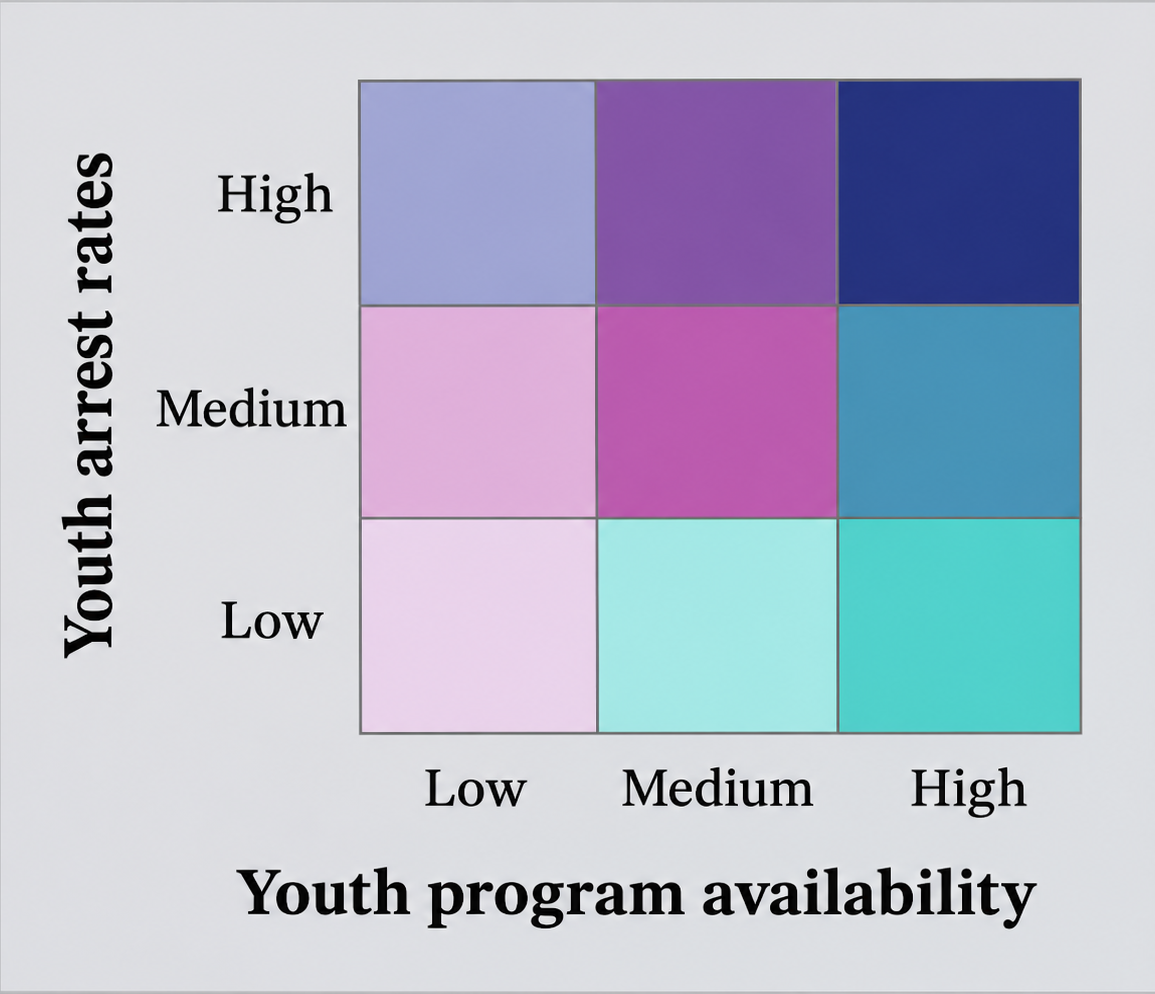 Youth arrest rates
High
Medium
Low
Low Medium High
Youth program availability